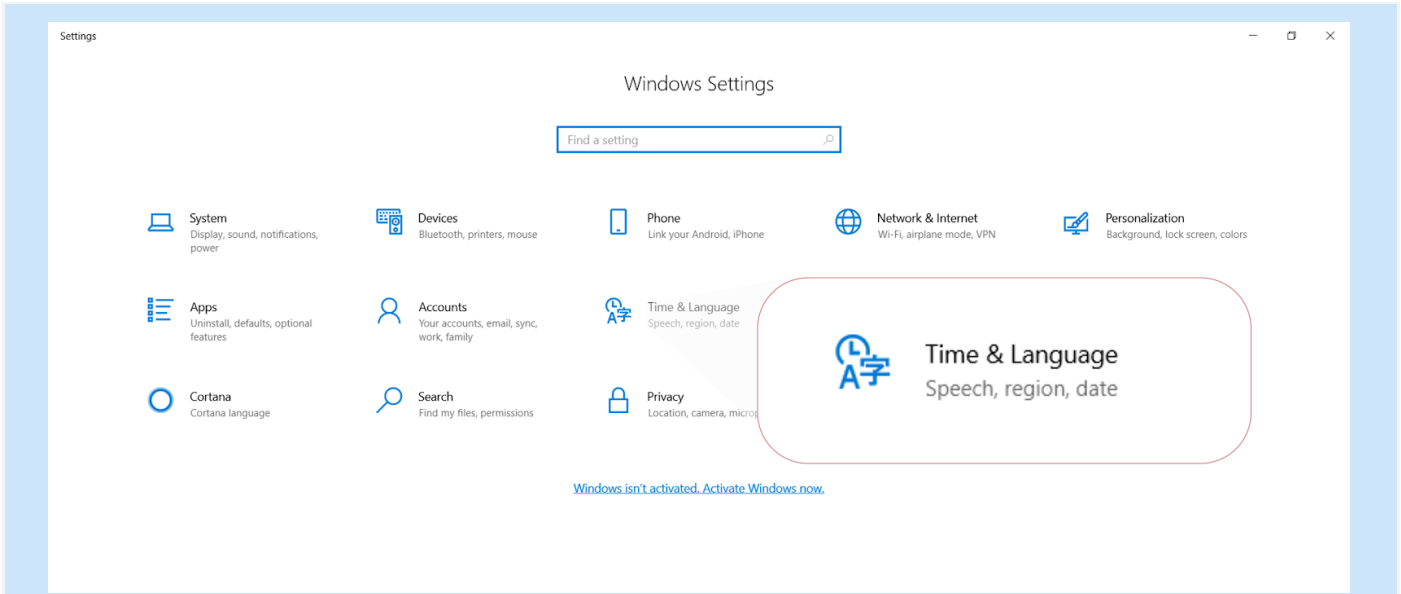 Settings
Windows Settings
Find a setting
System
Display, sound, notifications,
power
Devices
Bluetooth, printers, mouse
Phone
Link your Android, iPhone
Network & Internet
Wi-Fi, airplane mode, VPN
Personalization
Background, lock screen, colors
Apps
Uninstall, defaults, optional
features
Accounts
Your accounts, email, sync,
work, family
Time & Language
Speech, region, date
Time & Language
Speech, region, date
Cortana
Cortana language
Search
Find my files, permissions
Privacy
Location, camera,
Windows isn't activated. Activate Windows now.